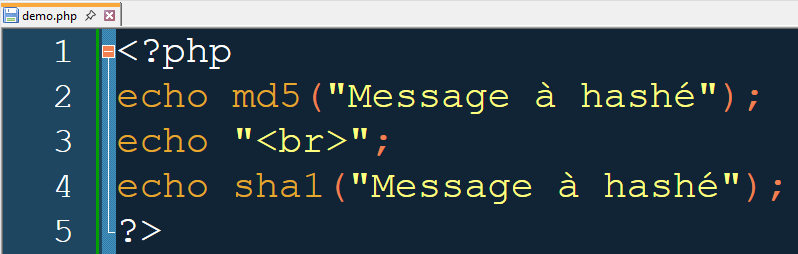 demo.php
1 <?php
2 echo md5("Message à hashé");
3 echo "<br>";
4 echo sha1("Message à hashé");
5 ?>